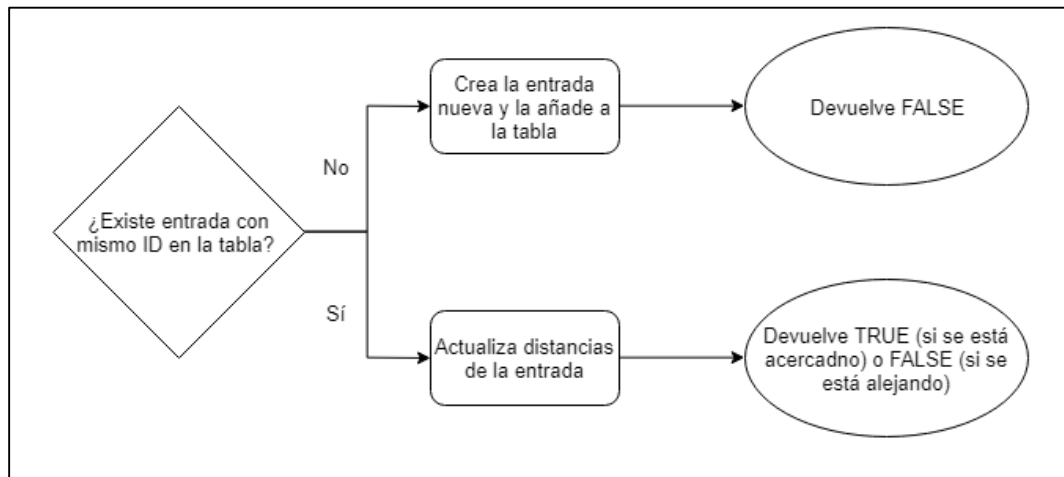 ¿Existe entrada con
mismo ID en la tabla?
No
Crea la entrada
nueva y la añade a
la tabla
Devuelve FALSE
Sí
Actualiza distancias
de la entrada
Devuelve TRUE (si se está
acercadno) o FALSE (si se
está alejando)